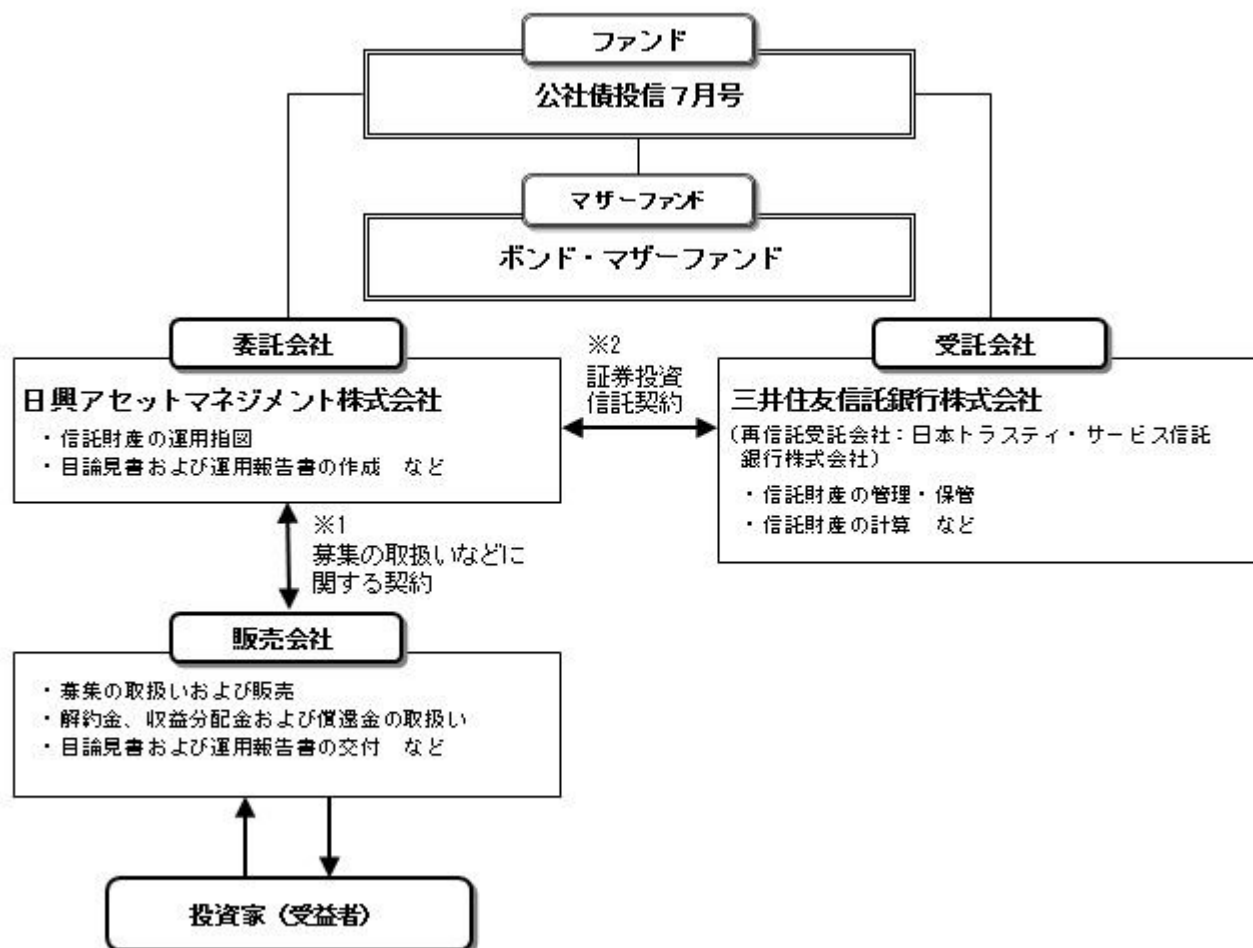 ファンド
公社債投信7月号
マザーファンド
ボンド・マザーファンド
委託会社
日興アセットマネジメント株式会社
・信託財産の運用指図
・目論見書および運用報告書の作成　など
※2
証券投資
信託契約
受託会社
三井住友信託銀行株式会社
（再信託受託会社：日本トラスティ・サービス信託
銀行株式会社）
・信託財産の管理・保管
・信託財産の計算　など
※1
募集の取扱いなどに
関する契約
販売会社
・募集の取扱いおよび販売
・解約金、収益分配金および償還金の取扱い
・目論見書および運用報告書の交付　など
投資家（受益者）